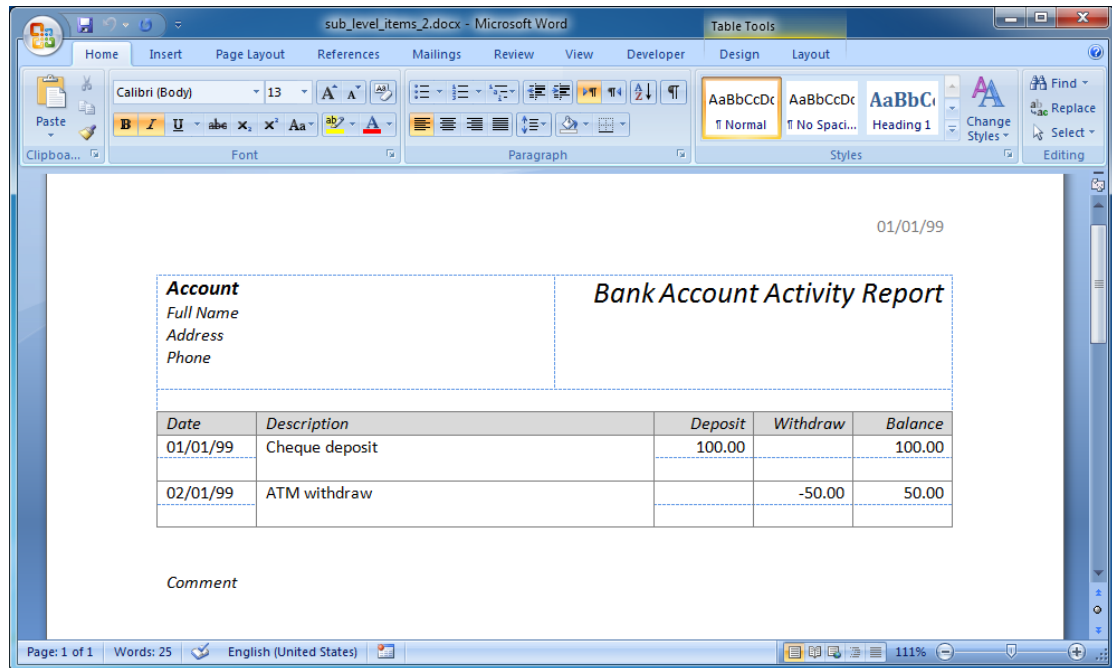 sub_level_items_2.docx - Microsoft Word
Table Tools
Home Insert Page Layout References Mailings Review View Developer Design Layout
Calibri (Body) 13
Paste
B I U abc X₂ X² Aa A
AaBbCcDc AaBbCcDc AaBbC
¶ Normal ¶ No Spaci... Heading 1
Change Styles
Find
Replace
Select
Clipboa... Font Paragraph Styles Editing
01/01/99
Account
Full Name
Address
Phone
Bank Account Activity Report
Date Description Deposit Withdraw Balance
01/01/99 Cheque deposit 100.00 100.00
02/01/99 ATM withdraw -50.00 50.00
Comment
Page: 1 of 1 Words: 25 English (United States) 111%